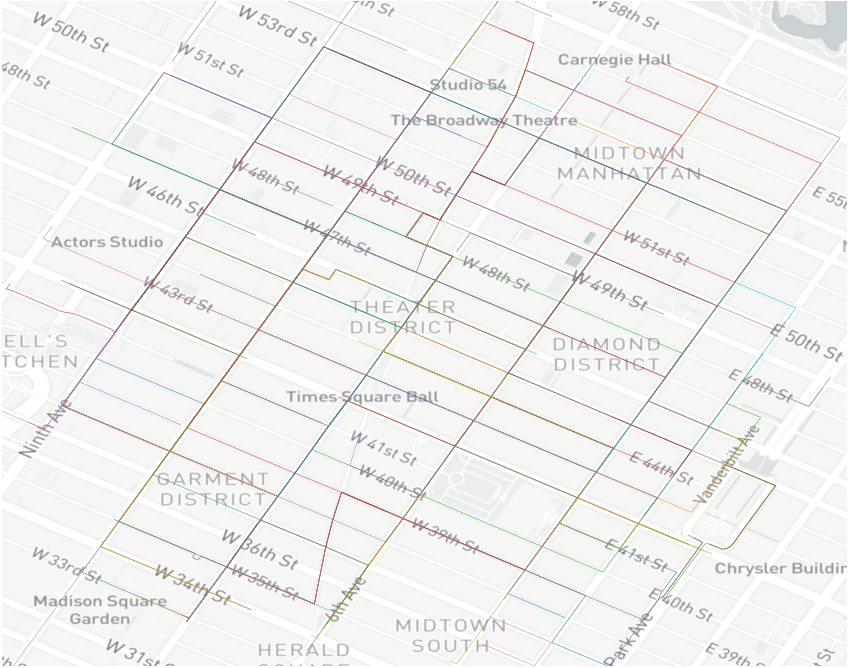 W 50th St
W 53rd St
th St
W 58th St
48th St
W 51st St
Carnegie Hall
Studio 54
The Broadway Theatre
MIDTOWN
MANHATTAN
W 46th St
W 48th St
W 49th St
W 50th St
E 55t
Actors Studio
W 47th St
W 51st St
W 43rd St
W 48th St
W 49th St
THEATER
DISTRICT
DIAMOND
DISTRICT
E 50th St
ELL'S
TCHEN
E 48th St
Times Square Ball
Ninth Ave
W 41st St
E 44th St
Vanderbilt Ave
GARMENT
DISTRICT
W 40th St
W 39th St
W 36th St
E 41st St
W 33rd St
W 34th St
W 35th St
Chrysler Buildin
Madison Square
Garden
6th Ave
E 40th St
W 31st S
MIDTOWN
SOUTH
Park Ave
E 39th S
St
HERALD
SQUARE